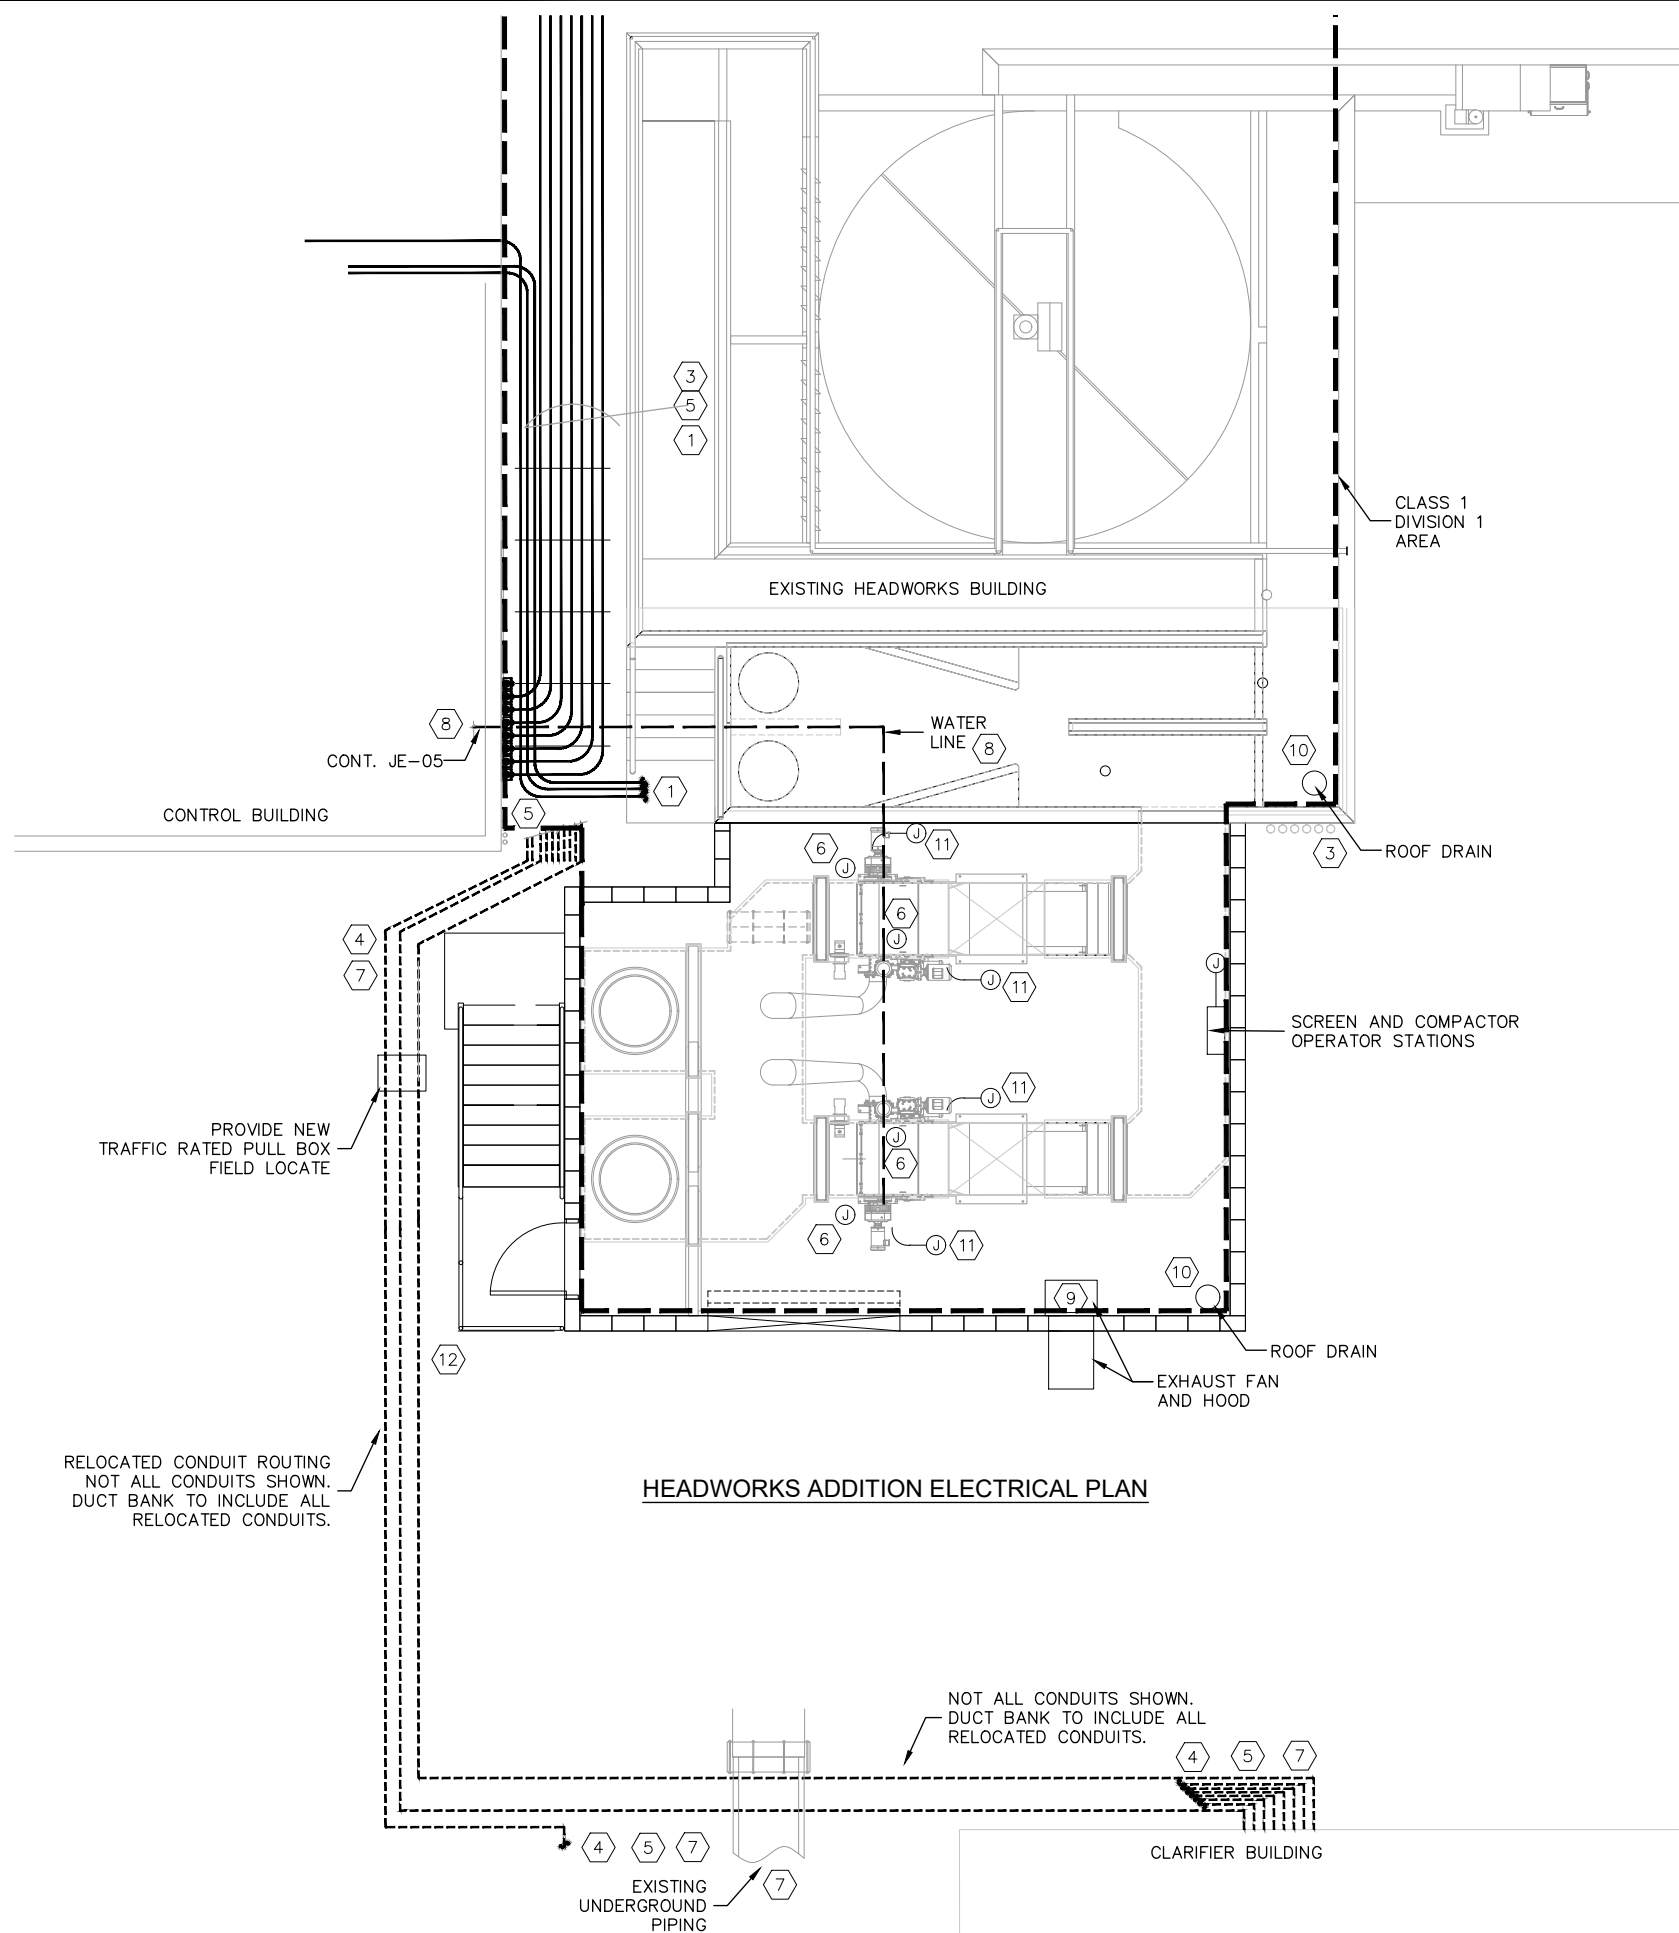 3
5
1
CLASS 1
DIVISION 1
AREA
EXISTING HEADWORKS BUILDING
8
WATER
LINE
8
10
CONT. JE-05
1
CONTROL BUILDING
5
6
J
11
3
ROOF DRAIN
J
6
4
J
J
7
J
11
SCREEN AND COMPACTOR
OPERATOR STATIONS
J
11
PROVIDE NEW
TRAFFIC RATED PULL BOX
FIELD LOCATE
J
6
J
6
J
11
10
9
12
ROOF DRAIN
EXHAUST FAN
AND HOOD
RELOCATED CONDUIT ROUTING
NOT ALL CONDUITS SHOWN.
DUCT BANK TO INCLUDE ALL
RELOCATED CONDUITS.
HEADWORKS ADDITION ELECTRICAL PLAN
NOT ALL CONDUITS SHOWN.
DUCT BANK TO INCLUDE ALL
RELOCATED CONDUITS.
4
5
7
4
5
7
CLARIFIER BUILDING
EXISTING
UNDERGROUND
PIPING
7